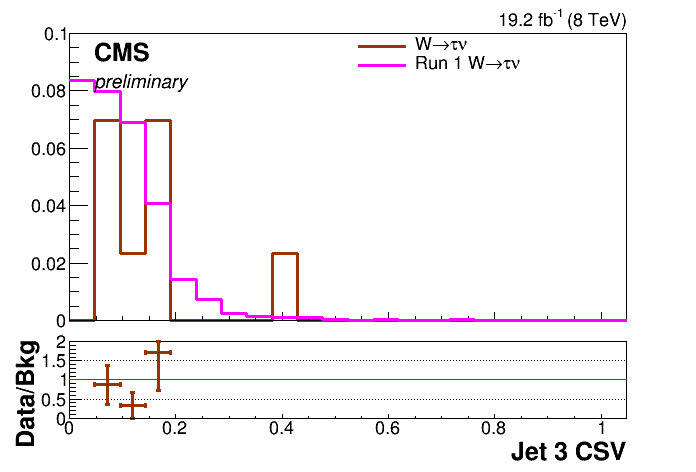 19.2 fb-1 (8 TeV)
0.1
CMS
preliminary
W→τν
Run 1 W→τν
0.08
0.06
0.04
0.02
0
Data/Bkg
2
1.5
1
0.5
0
0 0.2 0.4 0.6 0.8 1
Jet 3 CSV